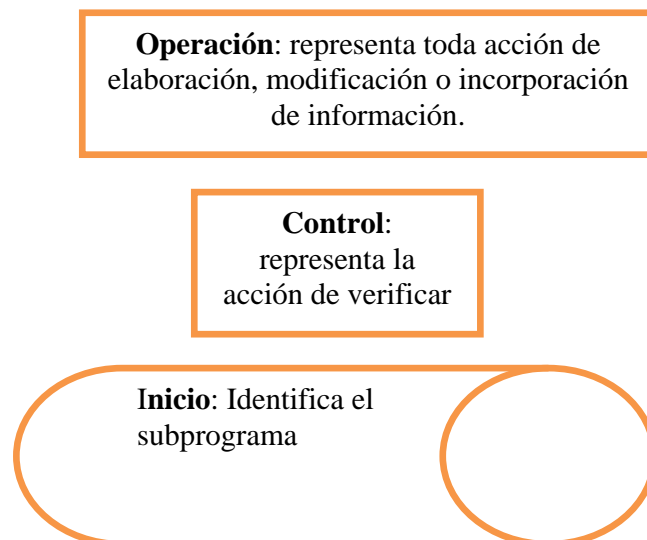 Operación: representa toda acción de
elaboración, modificación o incorporación
de información.
Control:
representa la
acción de verificar
Inicio: Identifica el
subprograma